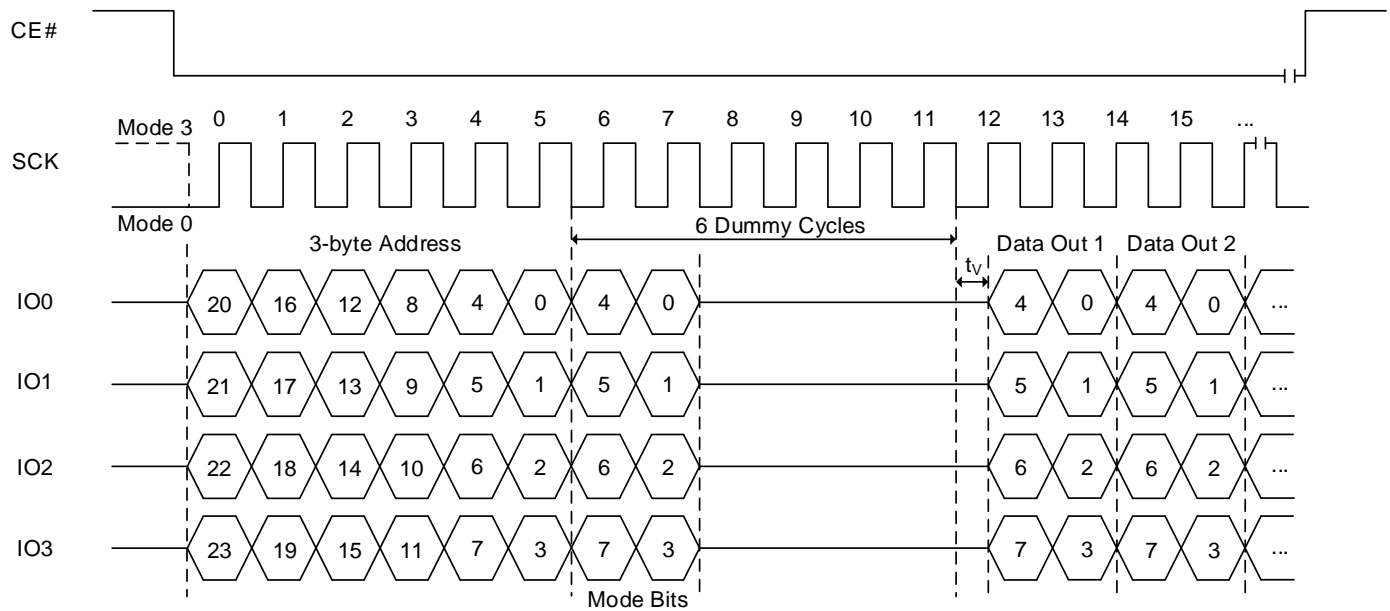 CE#
Mode 3 0 1 2 3 4 5 6 7 8 9 10 11 12 13 14 15 ...
SCK
Mode 0
3-byte Address 6 Dummy Cycles Data Out 1 Data Out 2
tV
IO0 20 16 12 8 4 0 4 0 4 0 4 0 ...
IO1 21 17 13 9 5 1 5 1 5 1 5 1 ...
IO2 22 18 14 10 6 2 6 2 6 2 6 2 ...
IO3 23 19 15 11 7 3 7 3 7 3 7 3 ...
Mode Bits